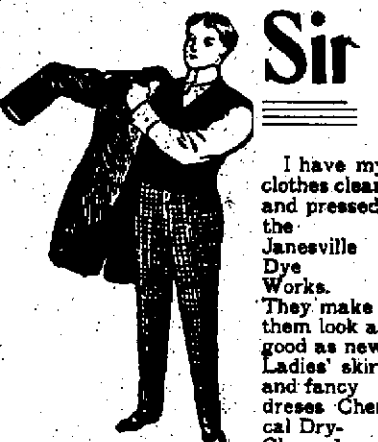 Sir
I have my
clothes clean
and pressed
the
Janesville
Dye
Works.
They make
them look a
good as new
Ladies' skir
and fancy
dreses Che
cal Dry-